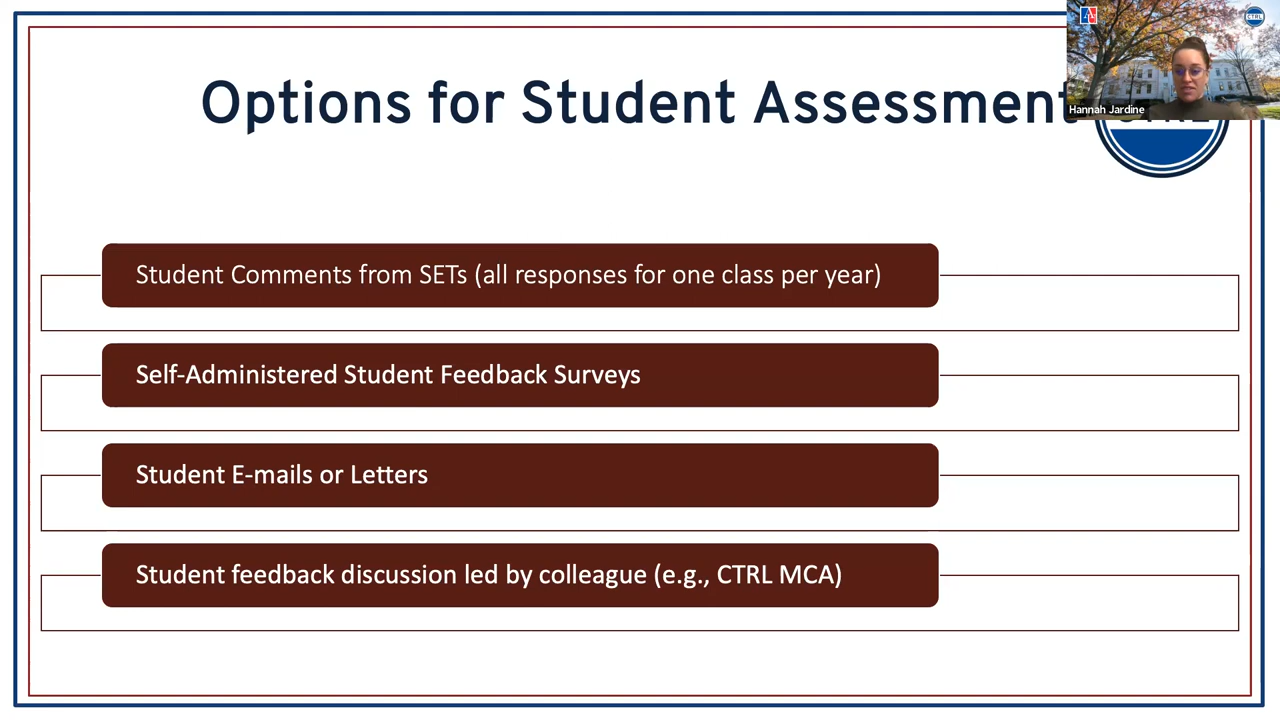 Options for Student Assessment
Hannah Jardine
CTRL
Student Comments from SETs (all responses for one class per year)
Self-Administered Student Feedback Surveys
Student E-mails or Letters
Student feedback discussion led by colleague (e.g., CTRL MCA)